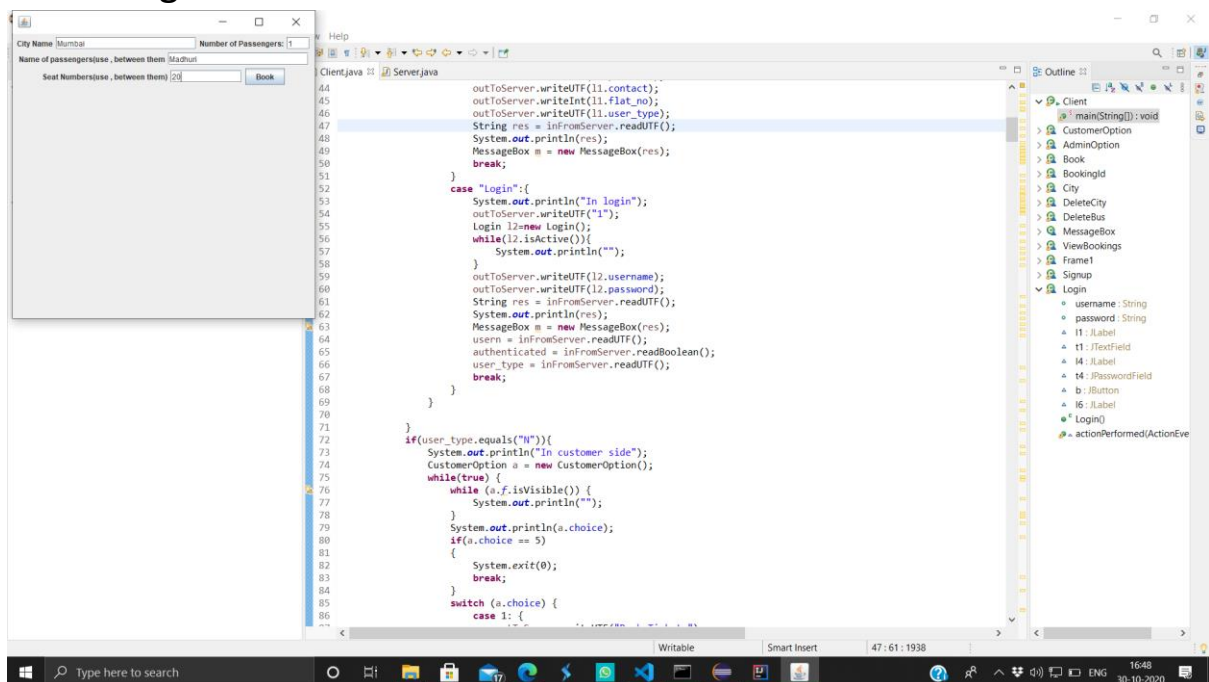 City Name Mumbai Number of Passengers: 1
Name of passengers(use , between them Madhuri
Seat Numbers(use , between them) 20 Book
Help
Client.java Server.java
44 outToServer.writeUTF(l1.contact);
45 outToServer.writeInt(l1.flat_no);
46 outToServer.writeUTF(l1.user_type);
47 String res = inFromServer.readUTF();
48 System.out.println(res);
49 MessageBox m = new MessageBox(res);
50 break;
51 }
52 case "Login":{
53 System.out.println("In login");
54 outToServer.writeUTF("1");
55 Login l2=new Login();
56 while(l2.isActive()){
57 System.out.println("");
58 }
59 outToServer.writeUTF(l2.username);
60 outToServer.writeUTF(l2.password);
61 String res = inFromServer.readUTF();
62 System.out.println(res);
63 MessageBox m = new MessageBox(res);
64 usern = inFromServer.readUTF();
65 authenticated = inFromServer.readBoolean();
66 user_type = inFromServer.readUTF();
67 break;
68 }
69 }
70
71 }
72 if(user_type.equals("N")){
73 System.out.println("In customer side");
74 CustomerOption a = new CustomerOption();
75 while(true) {
76 while (a.f.isVisible()) {
77 System.out.println("");
78 }
79 System.out.println(a.choice);
80 if(a.choice == 5)
81 {
82 System.exit(0);
83 break;
84 }
85 switch (a.choice) {
86 case 1: {
Outline
Client
main(String[]) : void
CustomerOption
AdminOption
Book
BookingId
City
DeleteCity
DeleteBus
MessageBox
ViewBookings
Frame1
Signup
Login
username : String
password : String
l1 : JLabel
t1 : JTextField
l4 : JLabel
t4 : JPasswordField
b : JButton
l6 : JLabel
Login()
actionPerformed(ActionEve
Writable Smart Insert 47 : 61 : 1938
Type here to search 17 ENG 16:48
30-10-2020